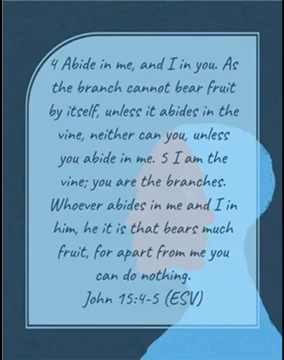 4 Abide in me, and I in you. As
the branch cannot bear fruit
by itself, unless it abides in the
vine, neither can you, unless
you abide in me. 5 I am the
vine; you are the branches.
Whoever abides in me and I in
him, he it is that bears much
fruit, for apart from me you
can do nothing.
John 15:4-5 (ESV)